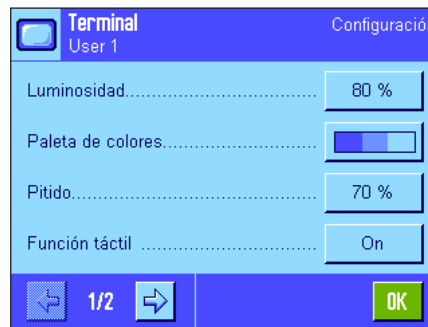 Terminal
User 1
Configuració
Luminosidad................................. 80 %
Paleta de colores.......................... 
Pitido........................................... 70 %
Función táctil ............................... On
1/2
OK